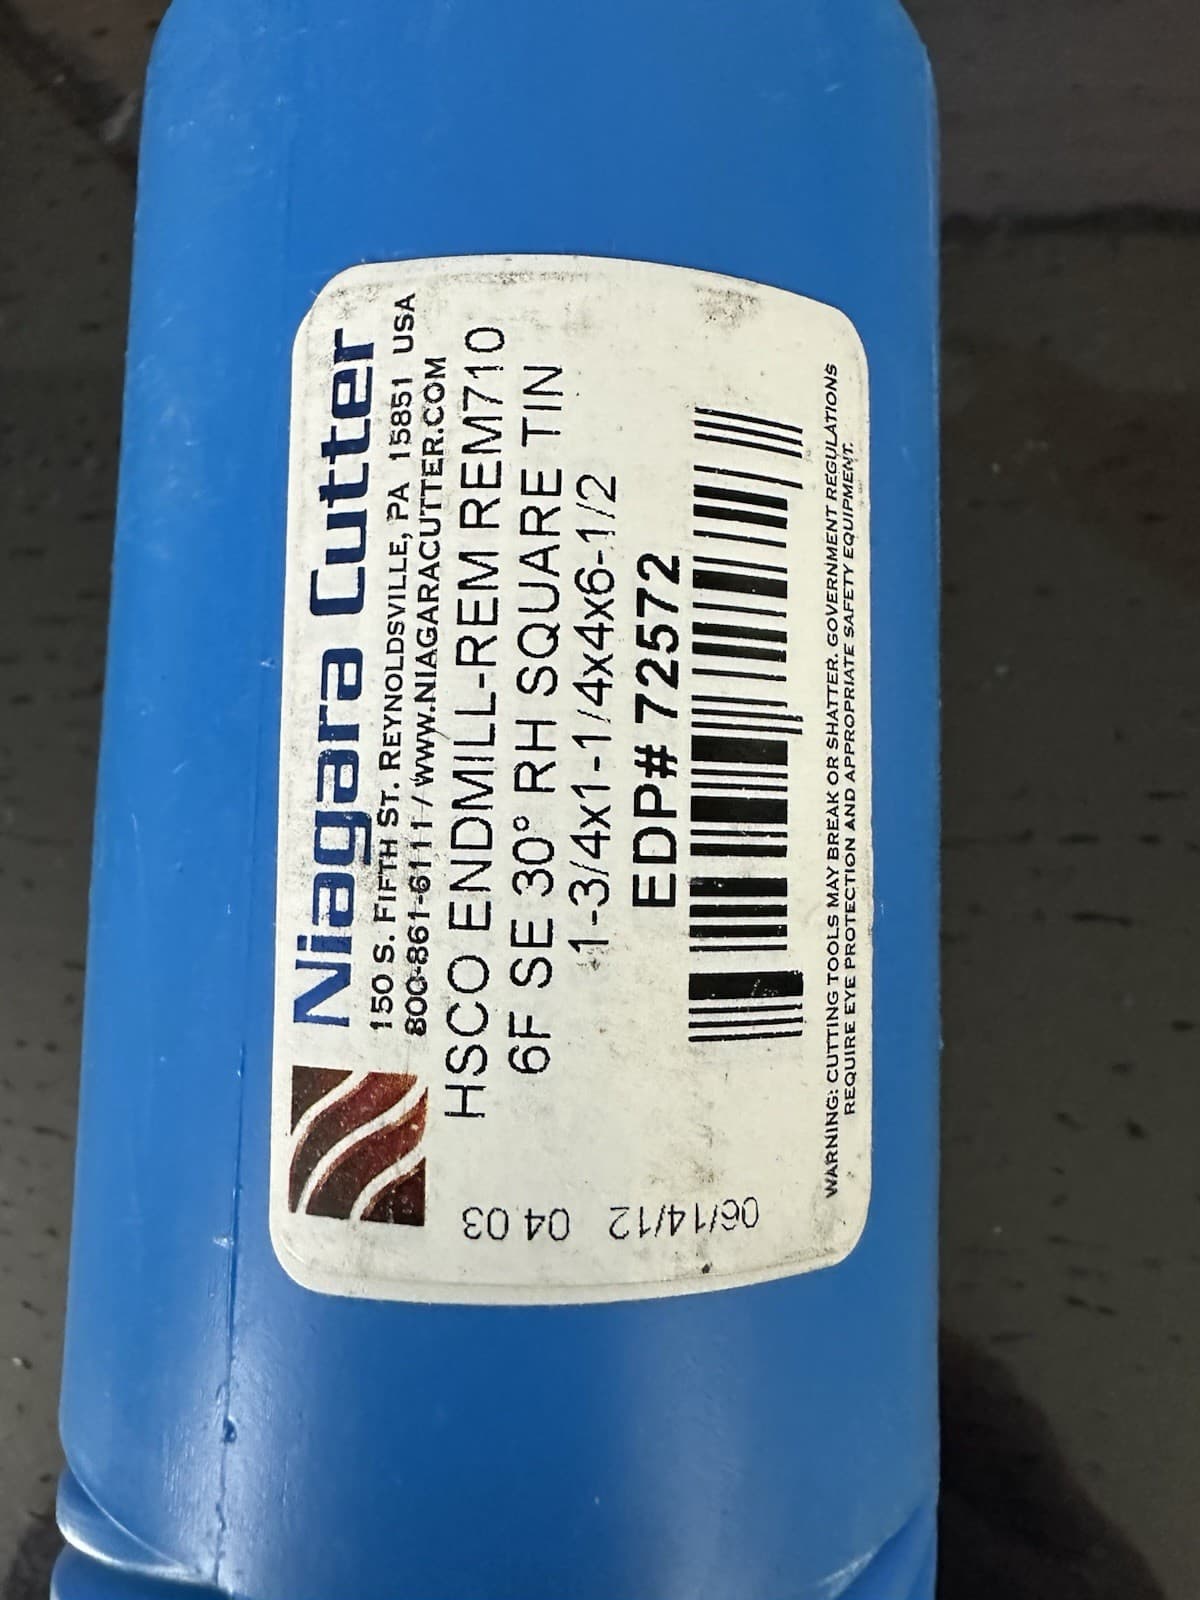 Niagara Cutter
150 S. FIFTH ST. REYNOLDSVILLE, PA 15851 USA
800-861-6111 / WWW.NIAGARACUTTER.COM
HSCO ENDMILL-REM REM710
6F SE 30° RH SQUARE TIN
1-3/4x1-1/4x4x6-1/2
EDP# 72572
WARNING: CUTTING TOOLS MAY BREAK OR SHATTER. GOVERNMENT REGULATIONS
REQUIRE EYE PROTECTION AND APPROPRIATE SAFETY EQUIPMENT.
06/14/12 04 03